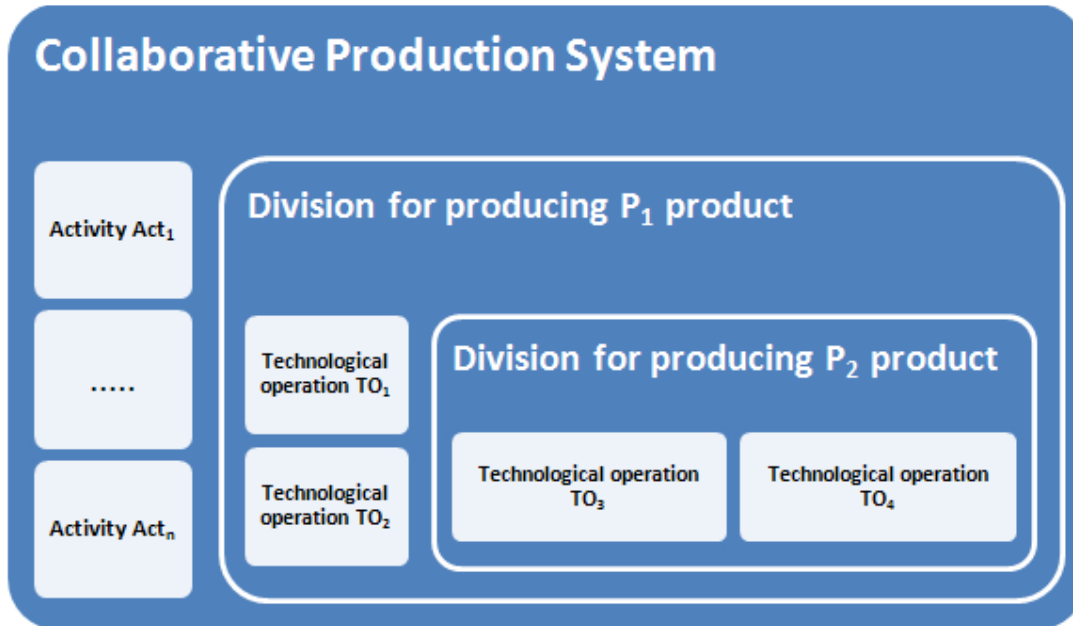 Collaborative Production System
Activity Act₁
.....
Activity Actₙ
Division for producing P₁ product
Technological
operation TO₁
Technological
operation TO₂
Division for producing P₂ product
Technological operation
TO₃
Technological operation
TO₄